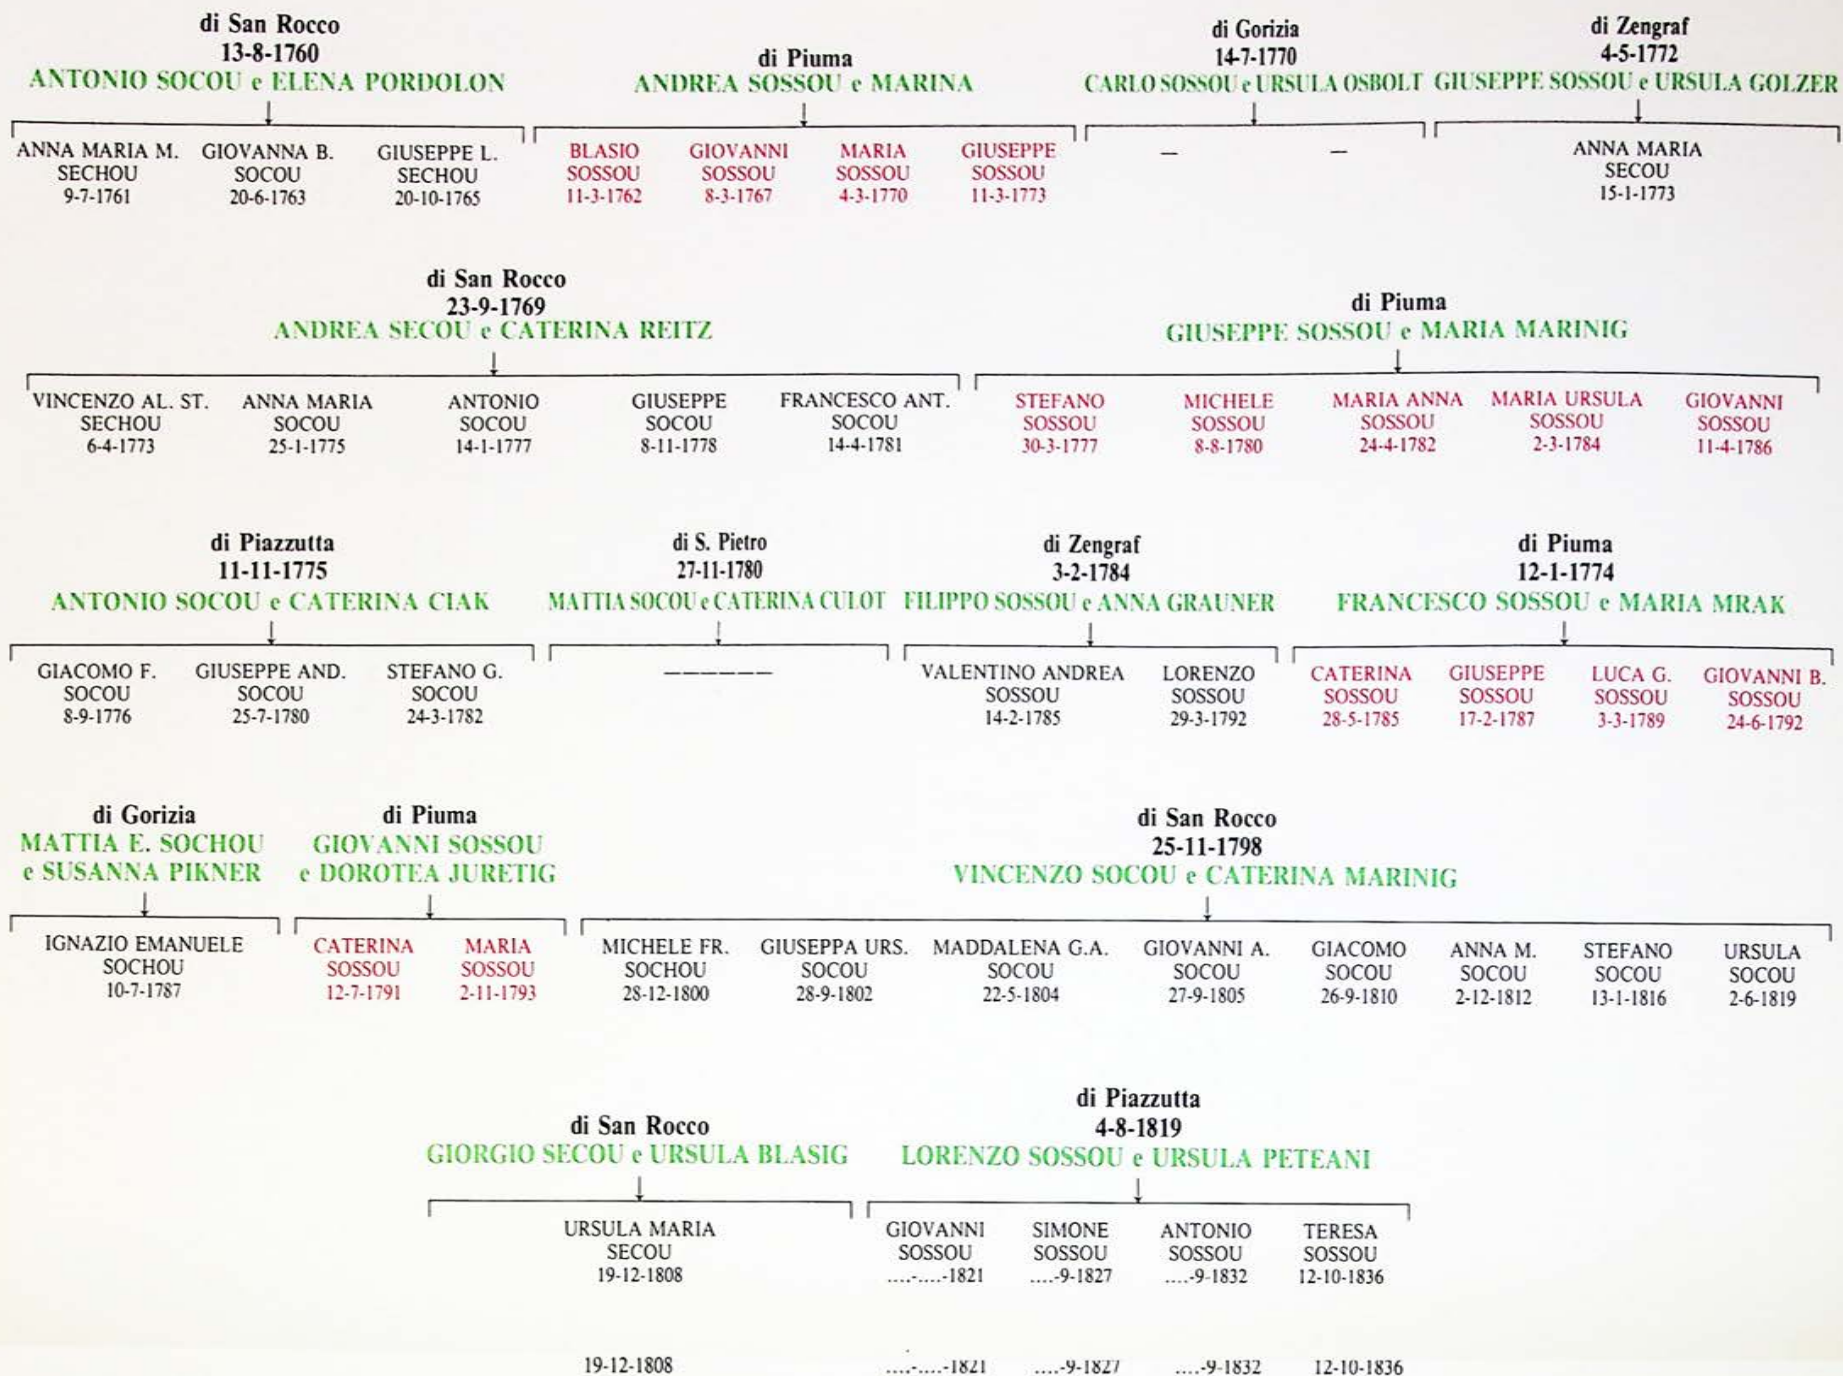 di San Rocco
13-8-1760
ANTONIO SOCOU e ELENA PORDOLON
ANNA MARIA M.
SECHOU
9-7-1761
GIOVANNA B.
SOCOU
20-6-1763
GIUSEPPE L.
SECHOU
20-10-1765
di Piuma
ANDREA SOSSOU e MARINA
BLASIO
SOSSOU
11-3-1762
GIOVANNI
SOSSOU
8-3-1767
MARIA
SOSSOU
4-3-1770
GIUSEPPE
SOSSOU
11-3-1773
di Gorizia
14-7-1770
CARLO SOSSOU e URSULA OSBOLT
— —
di Zengraf
4-5-1772
GIUSEPPE SOSSOU e URSULA GOLZER
ANNA MARIA
SECOU
15-1-1773
di San Rocco
23-9-1769
ANDREA SECOU e CATERINA REITZ
VINCENZO AL. ST.
SECHOU
6-4-1773
ANNA MARIA
SOCOU
25-1-1775
ANTONIO
SOCOU
14-1-1777
GIUSEPPE
SOCOU
8-11-1778
FRANCESCO ANT.
SOCOU
14-4-1781
di Piuma
GIUSEPPE SOSSOU e MARIA MARINIG
STEFANO
SOSSOU
30-3-1777
MICHELE
SOSSOU
8-8-1780
MARIA ANNA
SOSSOU
24-4-1782
MARIA URSULA
SOSSOU
2-3-1784
GIOVANNI
SOSSOU
11-4-1786
di Piazzutta
11-11-1775
ANTONIO SOCOU e CATERINA CIAK
GIACOMO F.
SOCOU
8-9-1776
GIUSEPPE AND.
SOCOU
25-7-1780
STEFANO G.
SOCOU
24-3-1782
di S. Pietro
27-11-1780
MATTIA SOCOU e CATERINA CULOT
——————
di Zengraf
3-2-1784
FILIPPO SOSSOU e ANNA GRAUNER
VALENTINO ANDREA
SOSSOU
14-2-1785
LORENZO
SOSSOU
29-3-1792
di Piuma
12-1-1774
FRANCESCO SOSSOU e MARIA MRAK
CATERINA
SOSSOU
28-5-1785
GIUSEPPE
SOSSOU
17-2-1787
LUCA G.
SOSSOU
3-3-1789
GIOVANNI B.
SOSSOU
24-6-1792
di Gorizia
MATTIA E. SOCHOU
e SUSANNA PIKNER
IGNAZIO EMANUELE
SOCHOU
10-7-1787
di Piuma
GIOVANNI SOSSOU
e DOROTEA JURETIG
CATERINA
SOSSOU
12-7-1791
MARIA
SOSSOU
2-11-1793
di San Rocco
25-11-1798
VINCENZO SOCOU e CATERINA MARINIG
MICHELE FR.
SOCHOU
28-12-1800
GIUSEPPA URS.
SOCOU
28-9-1802
MADDALENA G.A.
SOCOU
22-5-1804
GIOVANNI A.
SOCOU
27-9-1805
GIACOMO
SOCOU
26-9-1810
ANNA M.
SOCOU
2-12-1812
STEFANO
SOCOU
13-1-1816
URSULA
SOCOU
2-6-1819
di San Rocco
GIORGIO SECOU e URSULA BLASIG
URSULA MARIA
SECOU
19-12-1808
di Piazzutta
4-8-1819
LORENZO SOSSOU e URSULA PETEANI
GIOVANNI
SOSSOU
....-....-1821
SIMONE
SOSSOU
....-9-1827
ANTONIO
SOSSOU
....-9-1832
TERESA
SOSSOU
12-10-1836
19-12-1808 ....-....-1821 ....-9-1827 ....-9-1832 12-10-1836